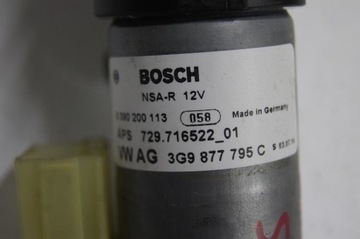 BOSCH
NSA-R 12V
0 390 200 113 058 Made in Germany
APS 729.716522_01
VW AG 3G9 877 795 C